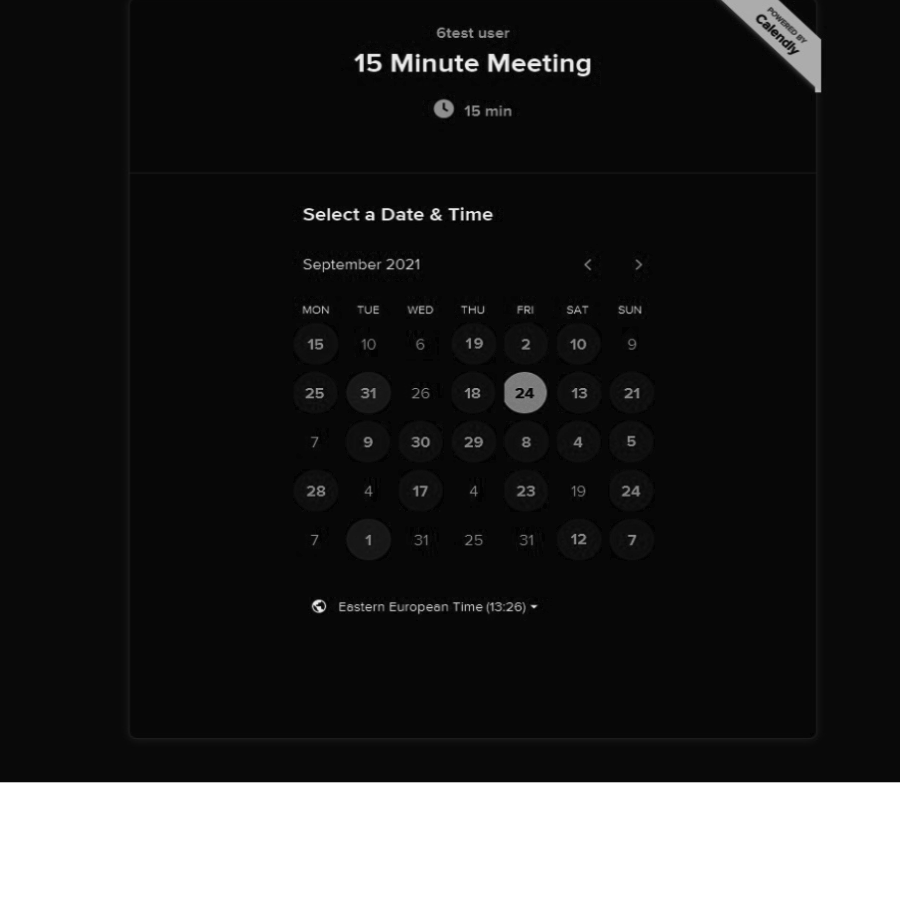 POWERED BY
Calendly
6test user
15 Minute Meeting
15 min
Select a Date & Time
September 2021
MON TUE WED THU FRI SAT SUN
15 10 6 19 2 10 9
25 31 26 18 24 13 21
7 9 30 29 8 4 5
28 4 17 4 23 19 24
7 1 31 25 31 12 7
Eastern European Time (13:26)